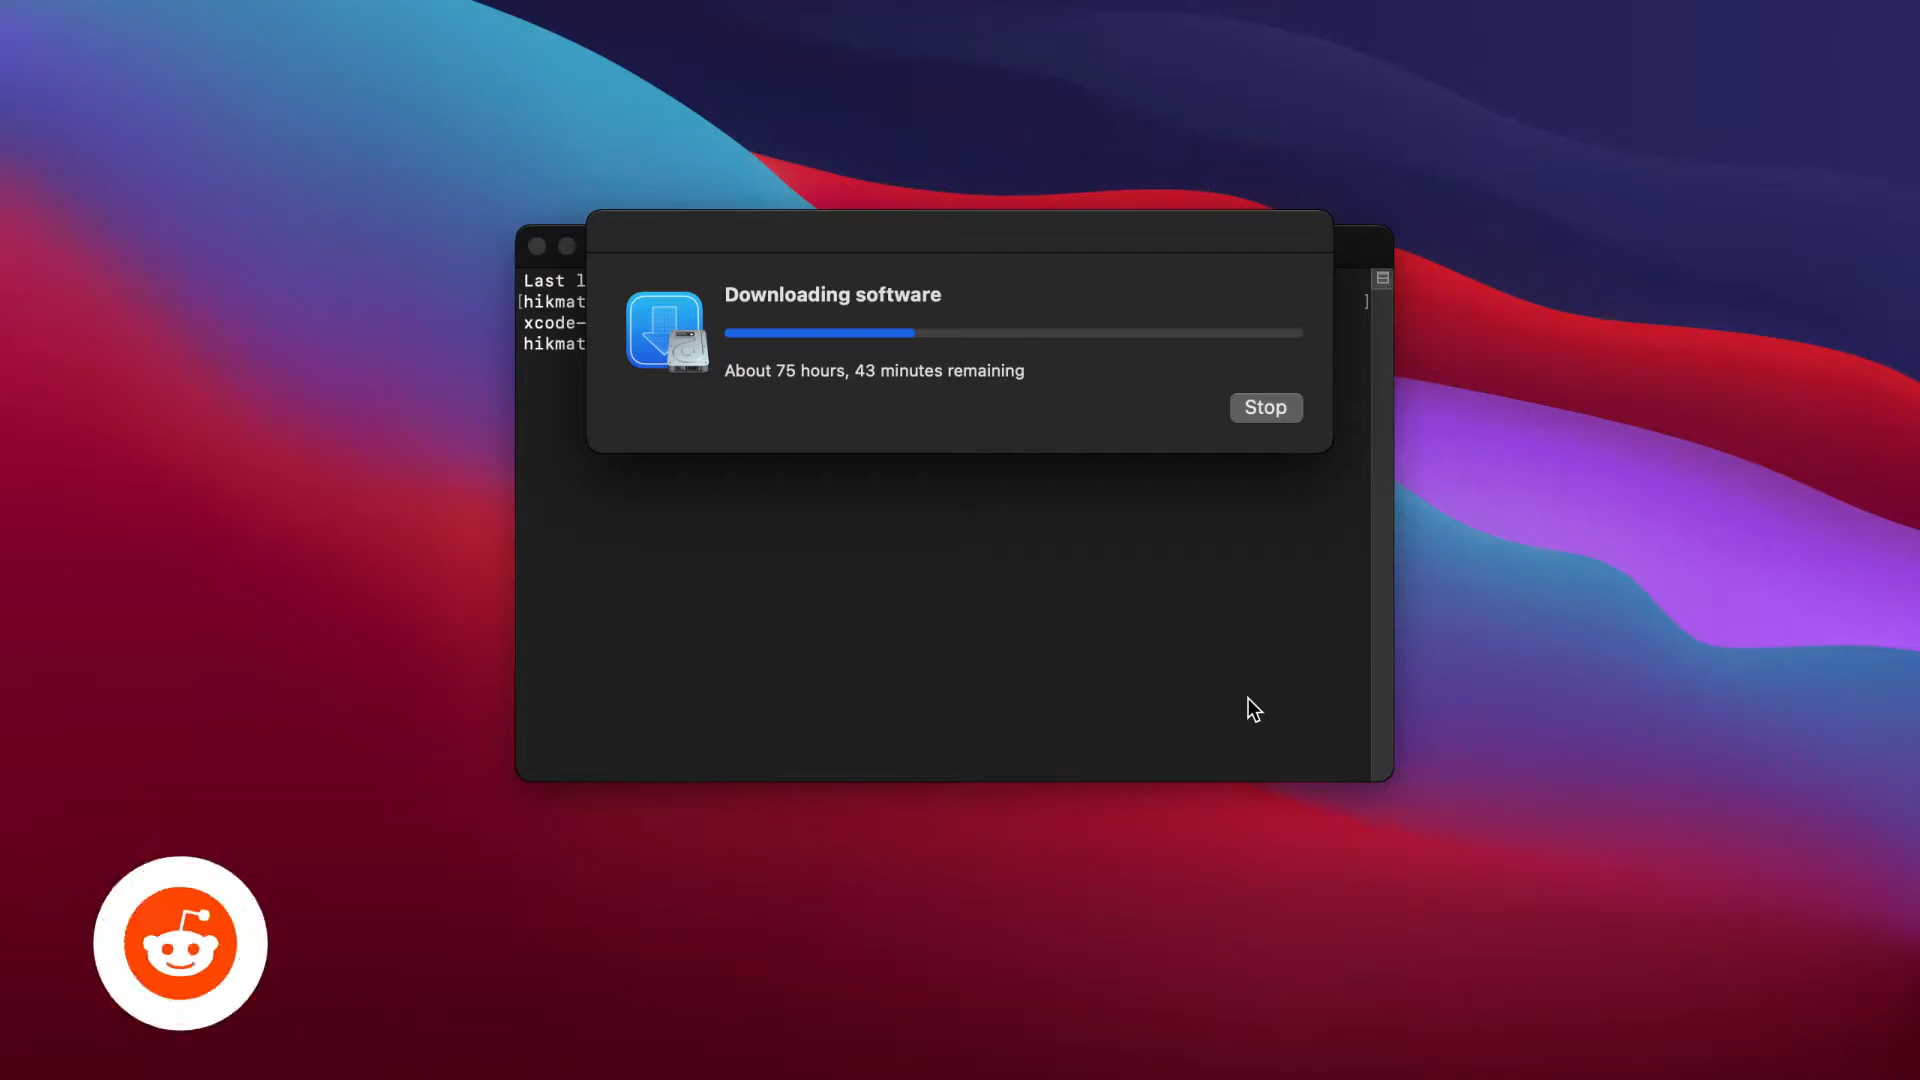 Downloading software
About 75 hours, 43 minutes remaining
Stop
Last l
[hikmat ]
xcode-
hikmat